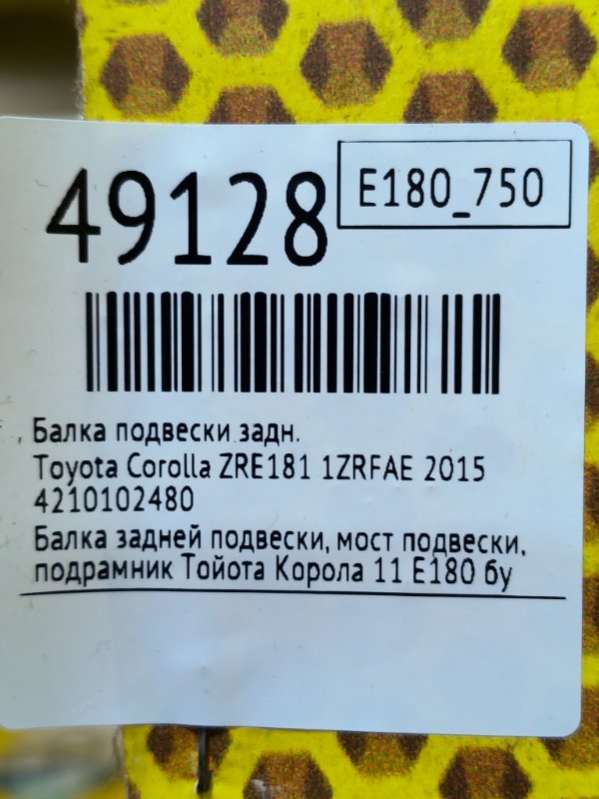 49128
E180_750
Балка подвески задн.
Toyota Corolla ZRE181 1ZRFAE 2015
4210102480
Балка задней подвески, мост подвески,
подрамник Тойота Корола 11 Е180 бу